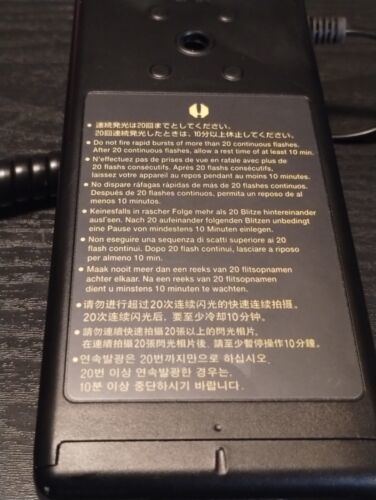 • 連続発光は20回までとしてください。
20回連続発光したときは、10分以上休止してください。
• Do not fire rapid bursts of more than 20 continuous flashes.
After 20 continuous flashes, allow a rest time of at least 10 min.
• N'effectuez pas de prises de vue en rafale avec plus de
20 flashs consécutifs. Après 20 flashs consécutifs,
laissez votre appareil au repos pendant au moins 10 minutes.
• No dispare ráfagas rápidas de más de 20 flashes continuos.
Después de 20 flashes continuos, permita un reposo de al
menos 10 minutos.
• Keinesfalls in rascher Folge mehr als 20 Blitze hintereinander
auslösen. Nach 20 aufeinander folgenden Blitzen unbedingt
eine Pause von mindestens 10 Minuten einlegen.
• Non eseguire una sequenza di scatti superiore ai 20
flash continui. Dopo 20 flash continui, lasciare a riposo
per almeno 10 min.
• Maak nooit meer dan een reeks van 20 flitsopnamen
achter elkaar. Na een reeks van 20 flitsopnamen
dient u minstens 10 minuten te wachten.
• 请勿进行超过20次连续闪光的快速连续拍摄。
20次连续闪光后，要至少冷却10分钟。
• 請勿連續快速拍攝20張以上的閃光相片。
在連續拍攝20張閃光相片後，請至少暫停操作10分鐘。
• 연속발광은 20번까지만으로 하십시오.
20번 이상 연속발광한 경우는,
10분 이상 중단하시기 바랍니다.